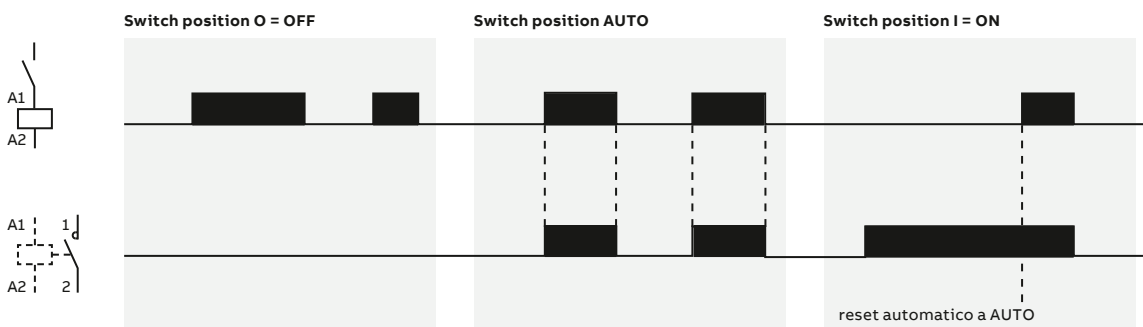 Switch position O = OFF
Switch position AUTO
Switch position I = ON
A1
A2
A1
1
A2
2
reset automatico a AUTO